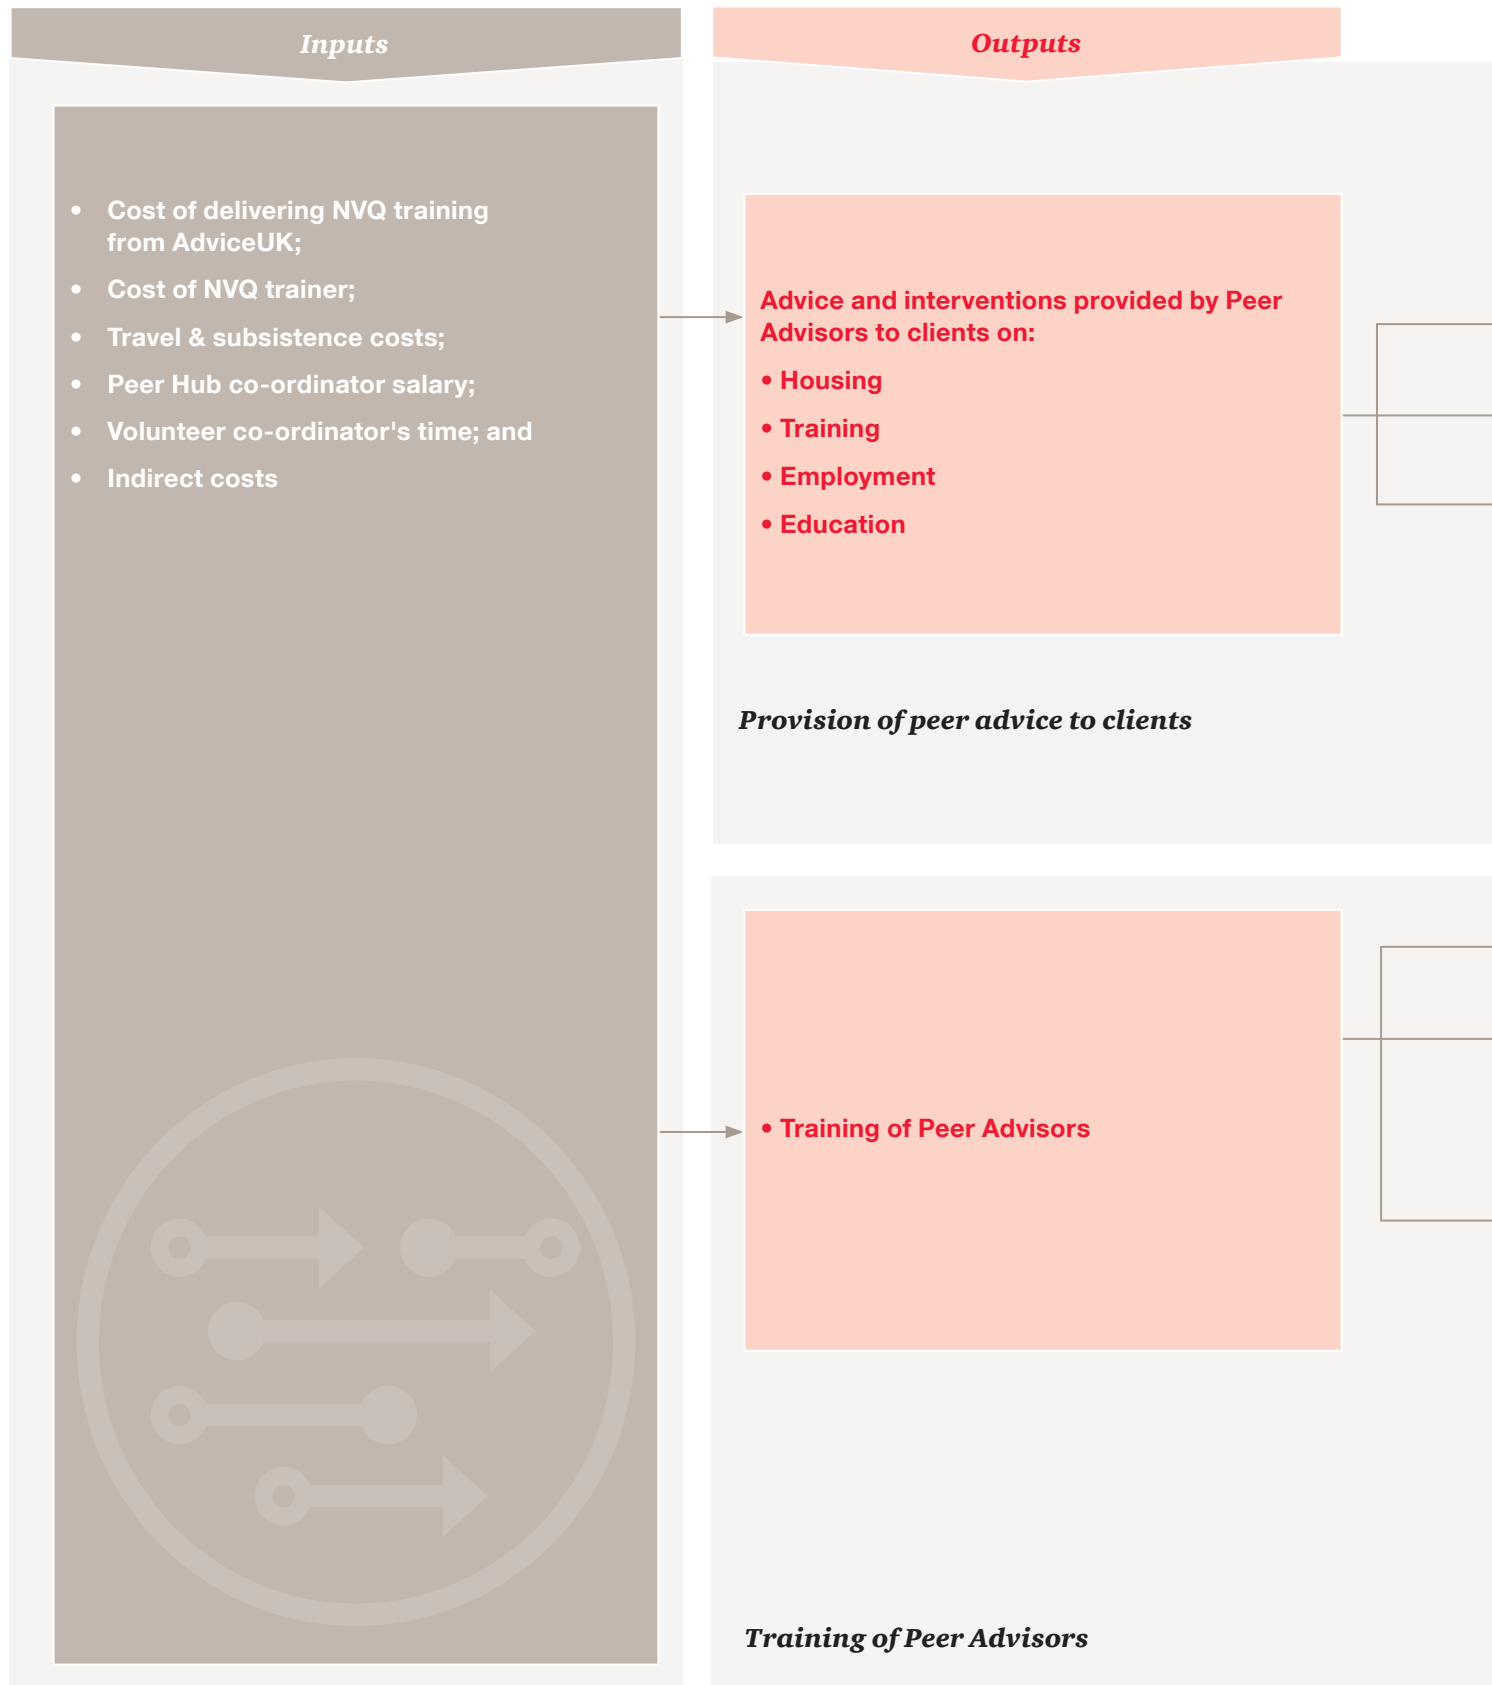 Inputs
• Cost of delivering NVQ training
from AdviceUK;
• Cost of NVQ trainer;
• Travel & subsistence costs;
• Peer Hub co-ordinator salary;
• Volunteer co-ordinator's time; and
• Indirect costs
Outputs
Advice and interventions provided by Peer
Advisors to clients on:
• Housing
• Training
• Employment
• Education
Provision of peer advice to clients
• Training of Peer Advisors
Training of Peer Advisors